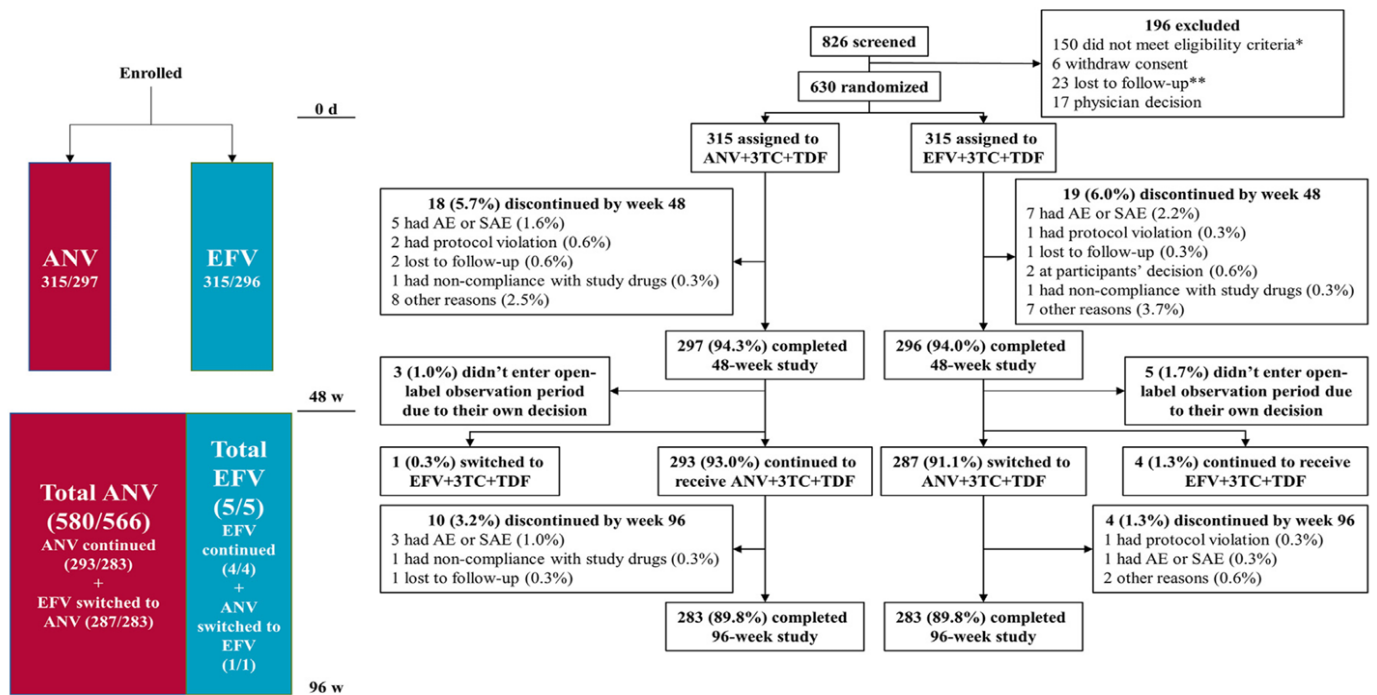 Enrolled
0 d
ANV
315/297
EFV
315/296
48 w
Total ANV
(580/566)
ANV continued
(293/283)
+
EFV switched to
ANV (287/283)
Total
EFV
(5/5)
EFV
continued
(4/4)
+
ANV
switched to
EFV
(1/1)
96 w
826 screened
196 excluded
150 did not meet eligibility criteria*
6 withdraw consent
23 lost to follow-up**
17 physician decision
630 randomized
315 assigned to
ANV+3TC+TDF
315 assigned to
EFV+3TC+TDF
18 (5.7%) discontinued by week 48
5 had AE or SAE (1.6%)
2 had protocol violation (0.6%)
2 lost to follow-up (0.6%)
1 had non-compliance with study drugs (0.3%)
8 other reasons (2.5%)
19 (6.0%) discontinued by week 48
7 had AE or SAE (2.2%)
1 had protocol violation (0.3%)
1 lost to follow-up (0.3%)
2 at participants’ decision (0.6%)
1 had non-compliance with study drugs (0.3%)
7 other reasons (3.7%)
297 (94.3%) completed
48-week study
296 (94.0%) completed
48-week study
3 (1.0%) didn’t enter open-
label observation period
due to their own decision
5 (1.7%) didn’t enter open-
label observation period due
to their own decision
1 (0.3%) switched to
EFV+3TC+TDF
293 (93.0%) continued to
receive ANV+3TC+TDF
287 (91.1%) switched to
ANV+3TC+TDF
4 (1.3%) continued to receive
EFV+3TC+TDF
10 (3.2%) discontinued by week 96
3 had AE or SAE (1.0%)
1 had non-compliance with study drugs (0.3%)
1 lost to follow-up (0.3%)
4 (1.3%) discontinued by week 96
1 had protocol violation (0.3%)
1 had AE or SAE (0.3%)
2 other reasons (0.6%)
283 (89.8%) completed
96-week study
283 (89.8%) completed
96-week study